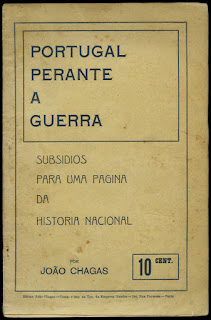 PORTUGAL
PERANTE
A
GUERRA
SUBSIDIOS
PARA UMA PAGINA
DA
HISTORIA NACIONAL
POR
JOÃO CHAGAS
10 CENT.